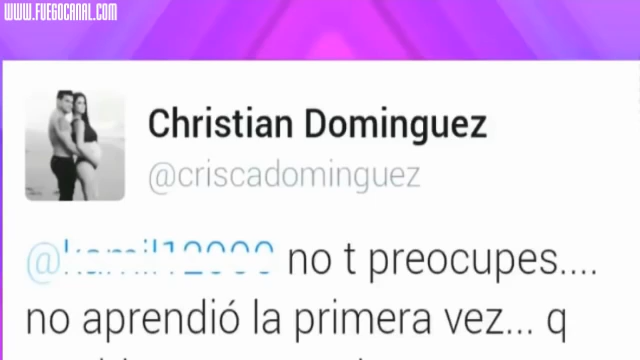 WWW.FUEGOCANAL.COM
Christian Dominguez
@criscadominguez
no t preocupes....
no aprendió la primera vez... q